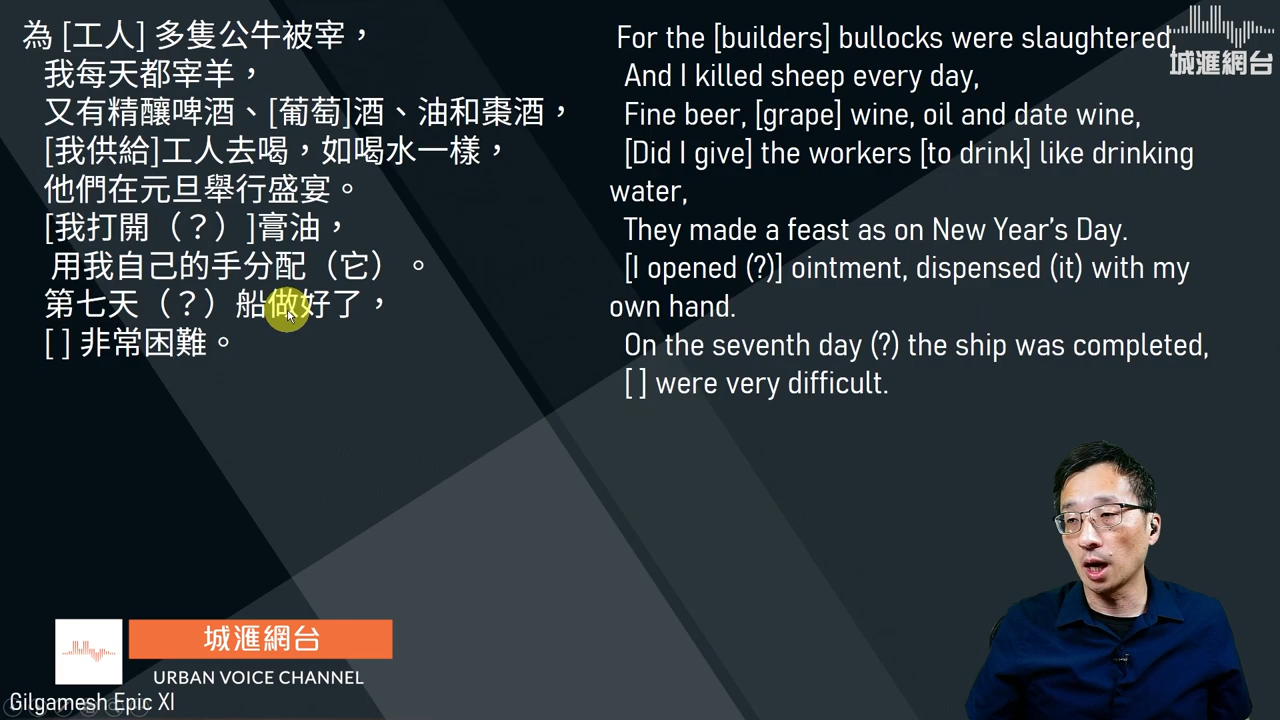 為 [工人] 多隻公牛被宰，
我每天都宰羊，
又有精釀啤酒、[葡萄]酒、油和棗酒，
[我供給]工人去喝，如喝水一樣，
他們在元旦舉行盛宴。
[我打開（？）]膏油，
用我自己的手分配（它）。
第七天（？）船做好了，
[ ] 非常困難。
For the [builders] bullocks were slaughtered,
And I killed sheep every day,
Fine beer, [grape] wine, oil and date wine,
[Did I give] the workers [to drink] like drinking
water,
They made a feast as on New Year’s Day.
[I opened (?)] ointment, dispensed (it) with my
own hand.
On the seventh day (?) the ship was completed,
[ ] were very difficult.
城滙網台
城滙網台
URBAN VOICE CHANNEL
Gilgamesh Epic XI